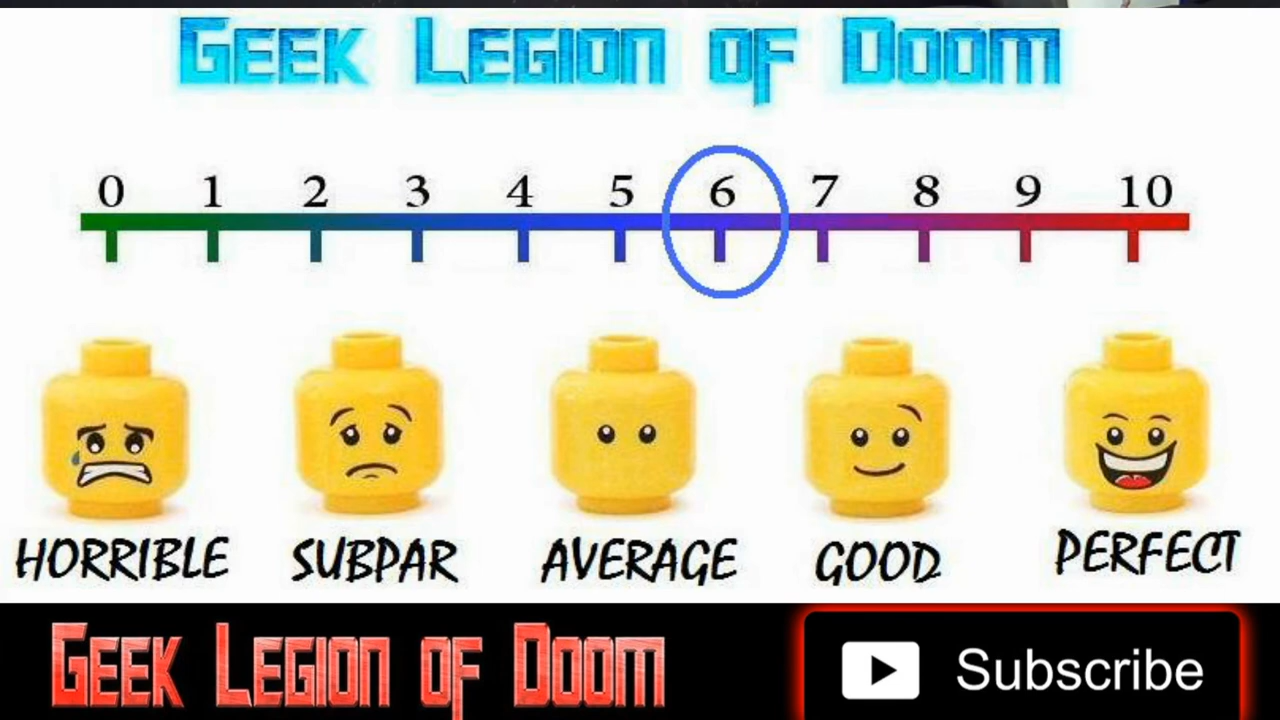 GEEK LEGION OF DOOM
0 1 2 3 4 5 6 7 8 9 10
HORRIBLE SUBPAR AVERAGE GOOD PERFECT
GEEK LEGION OF DOOM
Subscribe